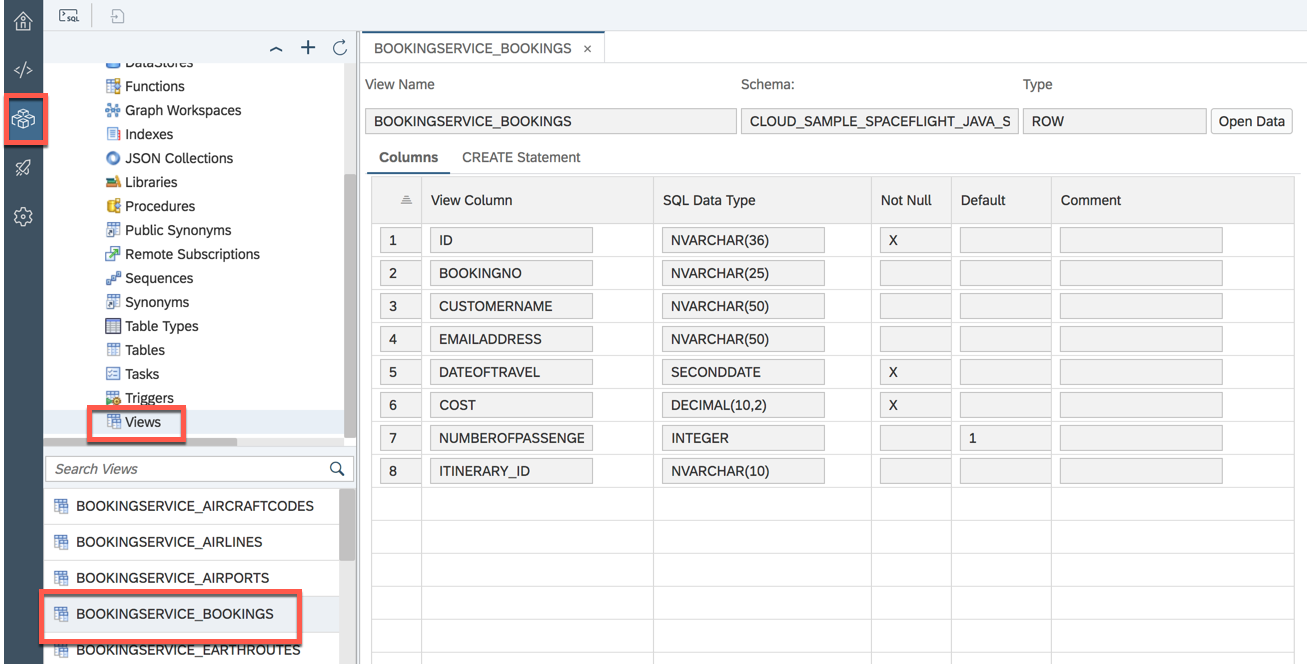 SQL
DataStores
Functions
Graph Workspaces
Indexes
JSON Collections
Libraries
Procedures
Public Synonyms
Remote Subscriptions
Sequences
Synonyms
Table Types
Tables
Tasks
Triggers
Views
Search Views
BOOKINGSERVICE_AIRCRAFTCODES
BOOKINGSERVICE_AIRLINES
BOOKINGSERVICE_AIRPORTS
BOOKINGSERVICE_BOOKINGS
BOOKINGSERVICE_EARTHROUTES
BOOKINGSERVICE_BOOKINGS ×
View Name Schema: Type
BOOKINGSERVICE_BOOKINGS CLOUD_SAMPLE_SPACEFLIGHT_JAVA_S ROW Open Data
Columns CREATE Statement
View Column SQL Data Type Not Null Default Comment
1 ID NVARCHAR(36) X
2 BOOKINGNO NVARCHAR(25)
3 CUSTOMERNAME NVARCHAR(50)
4 EMAILADDRESS NVARCHAR(50)
5 DATEOFTRAVEL SECONDDATE X
6 COST DECIMAL(10,2) X
7 NUMBEROFPASSENGE INTEGER 1
8 ITINERARY_ID NVARCHAR(10)